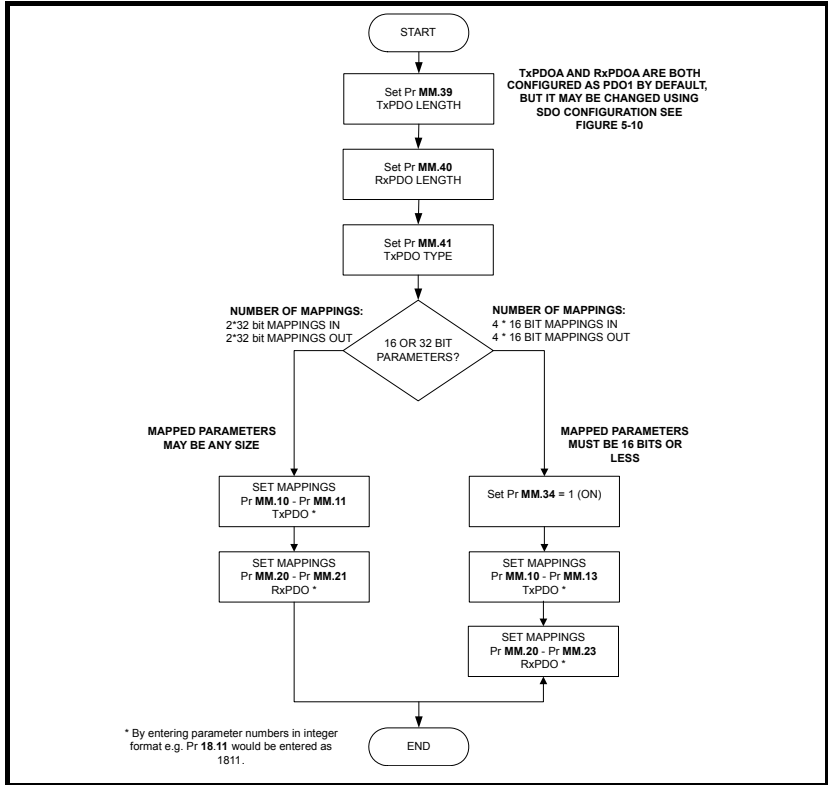 START
TxPDOA AND RxPDOA ARE BOTH
CONFIGURED AS PDO1 BY DEFAULT,
BUT IT MAY BE CHANGED USING
SDO CONFIGURATION SEE
FIGURE 5-10
Set Pr MM.39
TxPDO LENGTH
Set Pr MM.40
RxPDO LENGTH
Set Pr MM.41
TxPDO TYPE
NUMBER OF MAPPINGS:
2*32 bit MAPPINGS IN
2*32 bit MAPPINGS OUT
NUMBER OF MAPPINGS:
4 * 16 BIT MAPPINGS IN
4 * 16 BIT MAPPINGS OUT
16 OR 32 BIT
PARAMETERS?
MAPPED PARAMETERS
MAY BE ANY SIZE
MAPPED PARAMETERS
MUST BE 16 BITS OR
LESS
SET MAPPINGS
Pr MM.10 - Pr MM.11
TxPDO *
Set Pr MM.34 = 1 (ON)
SET MAPPINGS
Pr MM.20 - Pr MM.21
RxPDO *
SET MAPPINGS
Pr MM.10 - Pr MM.13
TxPDO *
SET MAPPINGS
Pr MM.20 - Pr MM.23
RxPDO *
* By entering parameter numbers in integer
format e.g. Pr 18.11 would be entered as
1811.
END